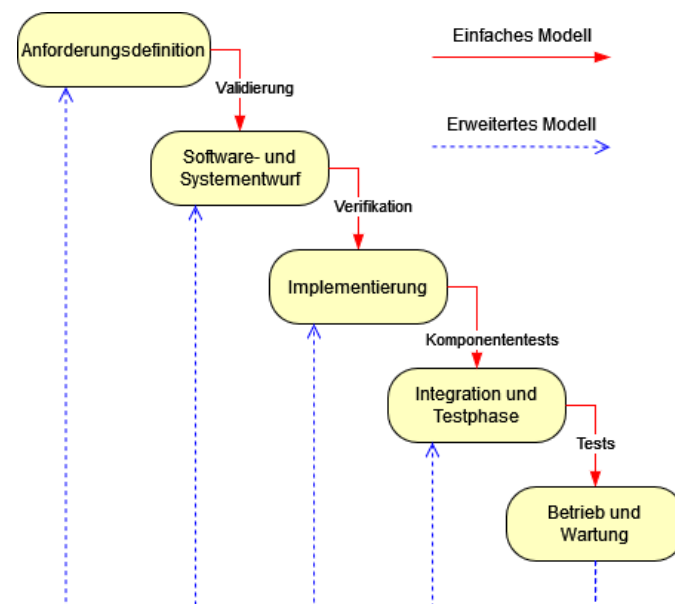 Anforderungsdefinition
Einfaches Modell
Validierung
Erweitertes Modell
Software- und
Systementwurf
Verifikation
Implementierung
Komponententests
Integration und
Testphase
Tests
Betrieb und
Wartung